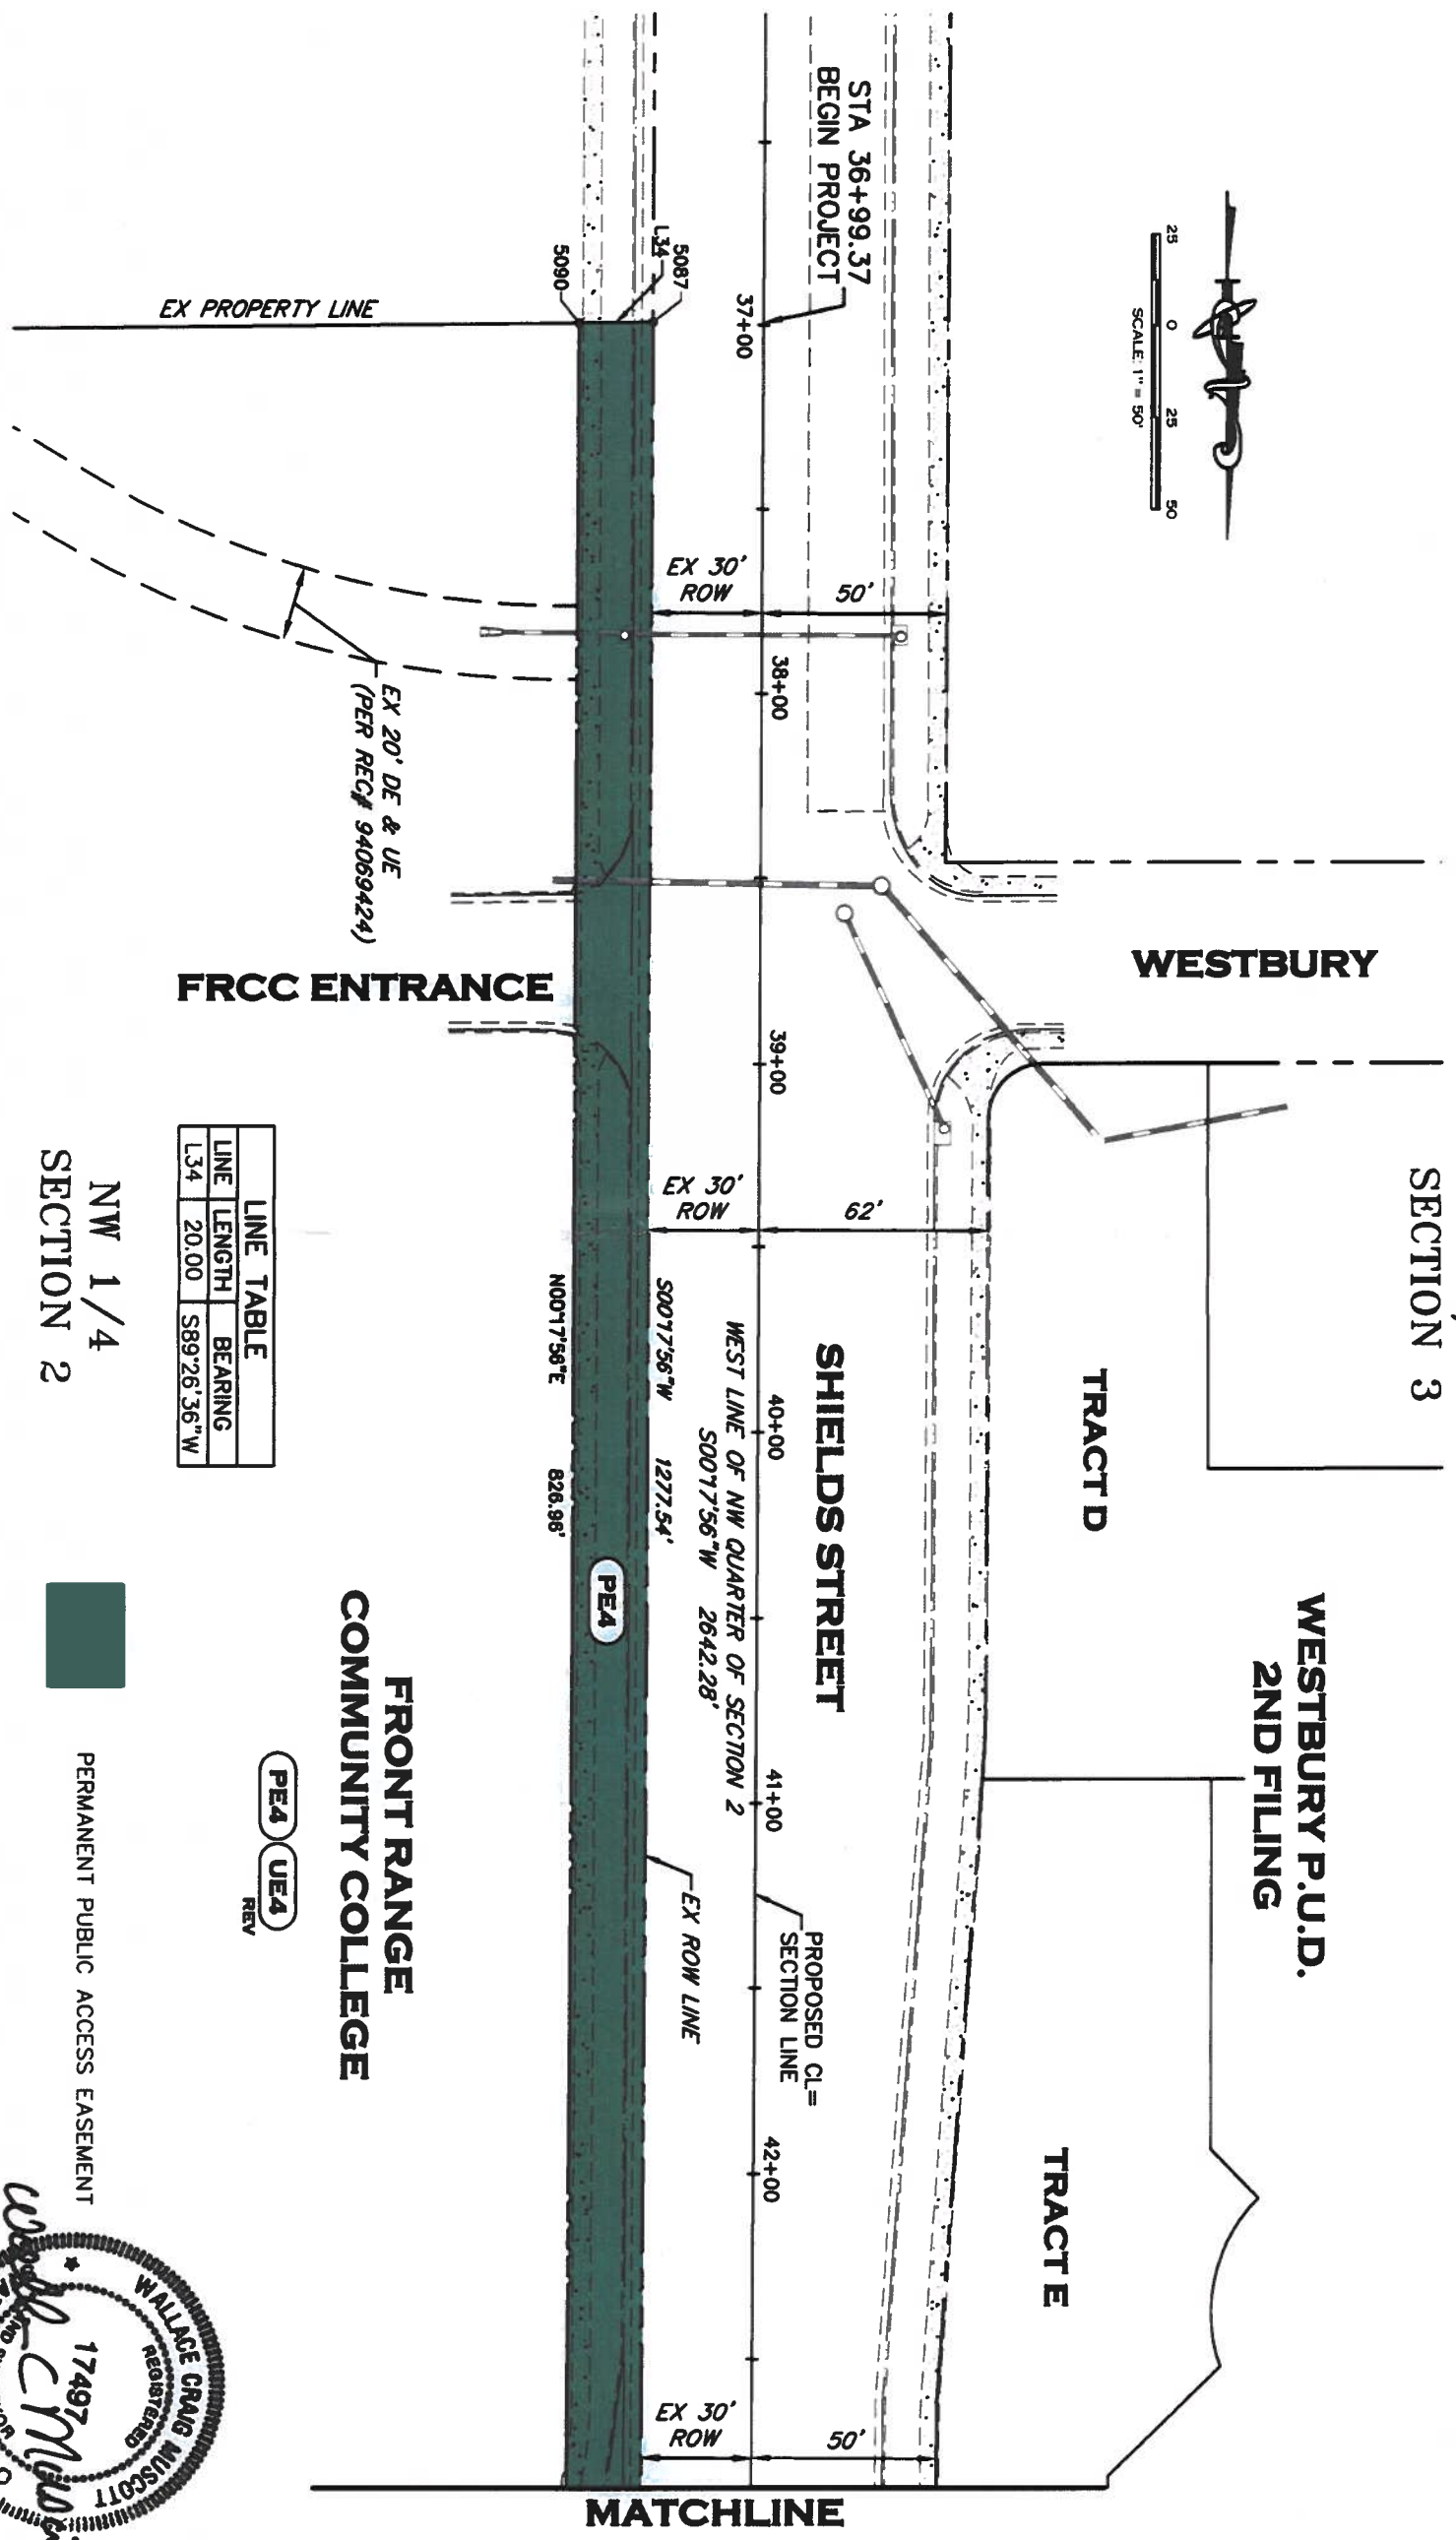 SECTION 3
WESTBURY P.U.D.
2ND FILING
WESTBURY
TRACT D
TRACT E
25 0 25 50
SCALE: 1" = 50'
STA 36+99.37
BEGIN PROJECT
50'
62'
50'
SHIELDS STREET
PROPOSED CL=
SECTION LINE
37+00
38+00
39+00
40+00
41+00
42+00
WEST LINE OF NW QUARTER OF SECTION 2
S00°17'56"W 2642.28'
EX 30'
ROW
EX 30'
ROW
EX 30'
ROW
EX ROW LINE
5087
L34
S00°17'56"W 1277.54'
PE4
5090
N00°17'56"E 826.98'
MATCHLINE
EX PROPERTY LINE
EX 20' DE & UE
(PER REC# 94069424)
FRCC ENTRANCE
FRONT RANGE
COMMUNITY COLLEGE
PE4 UE4
REV
LINE TABLE
LINE LENGTH BEARING
L34 20.00 S89°26'36"W
NW 1/4
SECTION 2
PERMANENT PUBLIC ACCESS EASEMENT
WALLACE CRAIG MUSCOTT
REGISTERED
17497